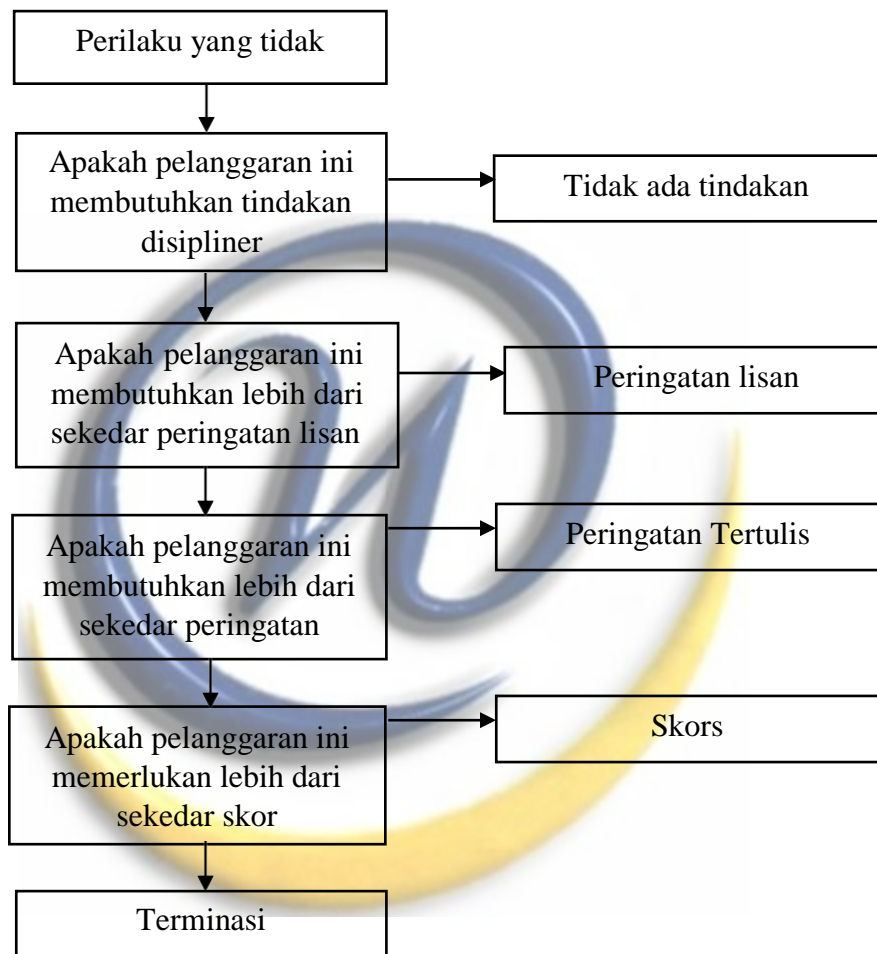 Perilaku yang tidak
Apakah pelanggaran ini
membutuhkan tindakan
disipliner
Tidak ada tindakan
Apakah pelanggaran ini
membutuhkan lebih dari
sekedar peringatan lisan
Peringatan lisan
Apakah pelanggaran ini
membutuhkan lebih dari
sekedar peringatan
Peringatan Tertulis
Apakah pelanggaran ini
memerlukan lebih dari
sekedar skor
Skors
Terminasi